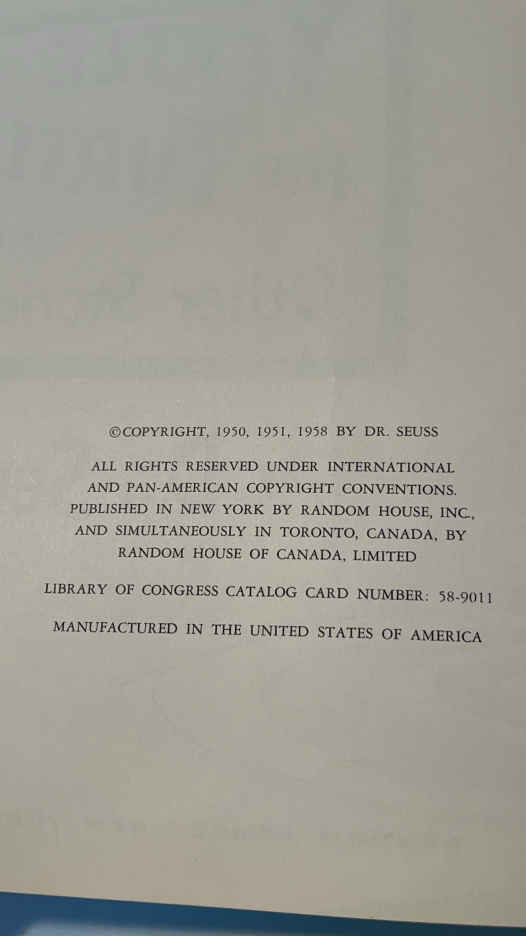 ©COPYRIGHT, 1950, 1951, 1958 BY DR. SEUSS
ALL RIGHTS RESERVED UNDER INTERNATIONAL
AND PAN-AMERICAN COPYRIGHT CONVENTIONS.
PUBLISHED IN NEW YORK BY RANDOM HOUSE, INC.,
AND SIMULTANEOUSLY IN TORONTO, CANADA, BY
RANDOM HOUSE OF CANADA, LIMITED
LIBRARY OF CONGRESS CATALOG CARD NUMBER: 58-9011
MANUFACTURED IN THE UNITED STATES OF AMERICA